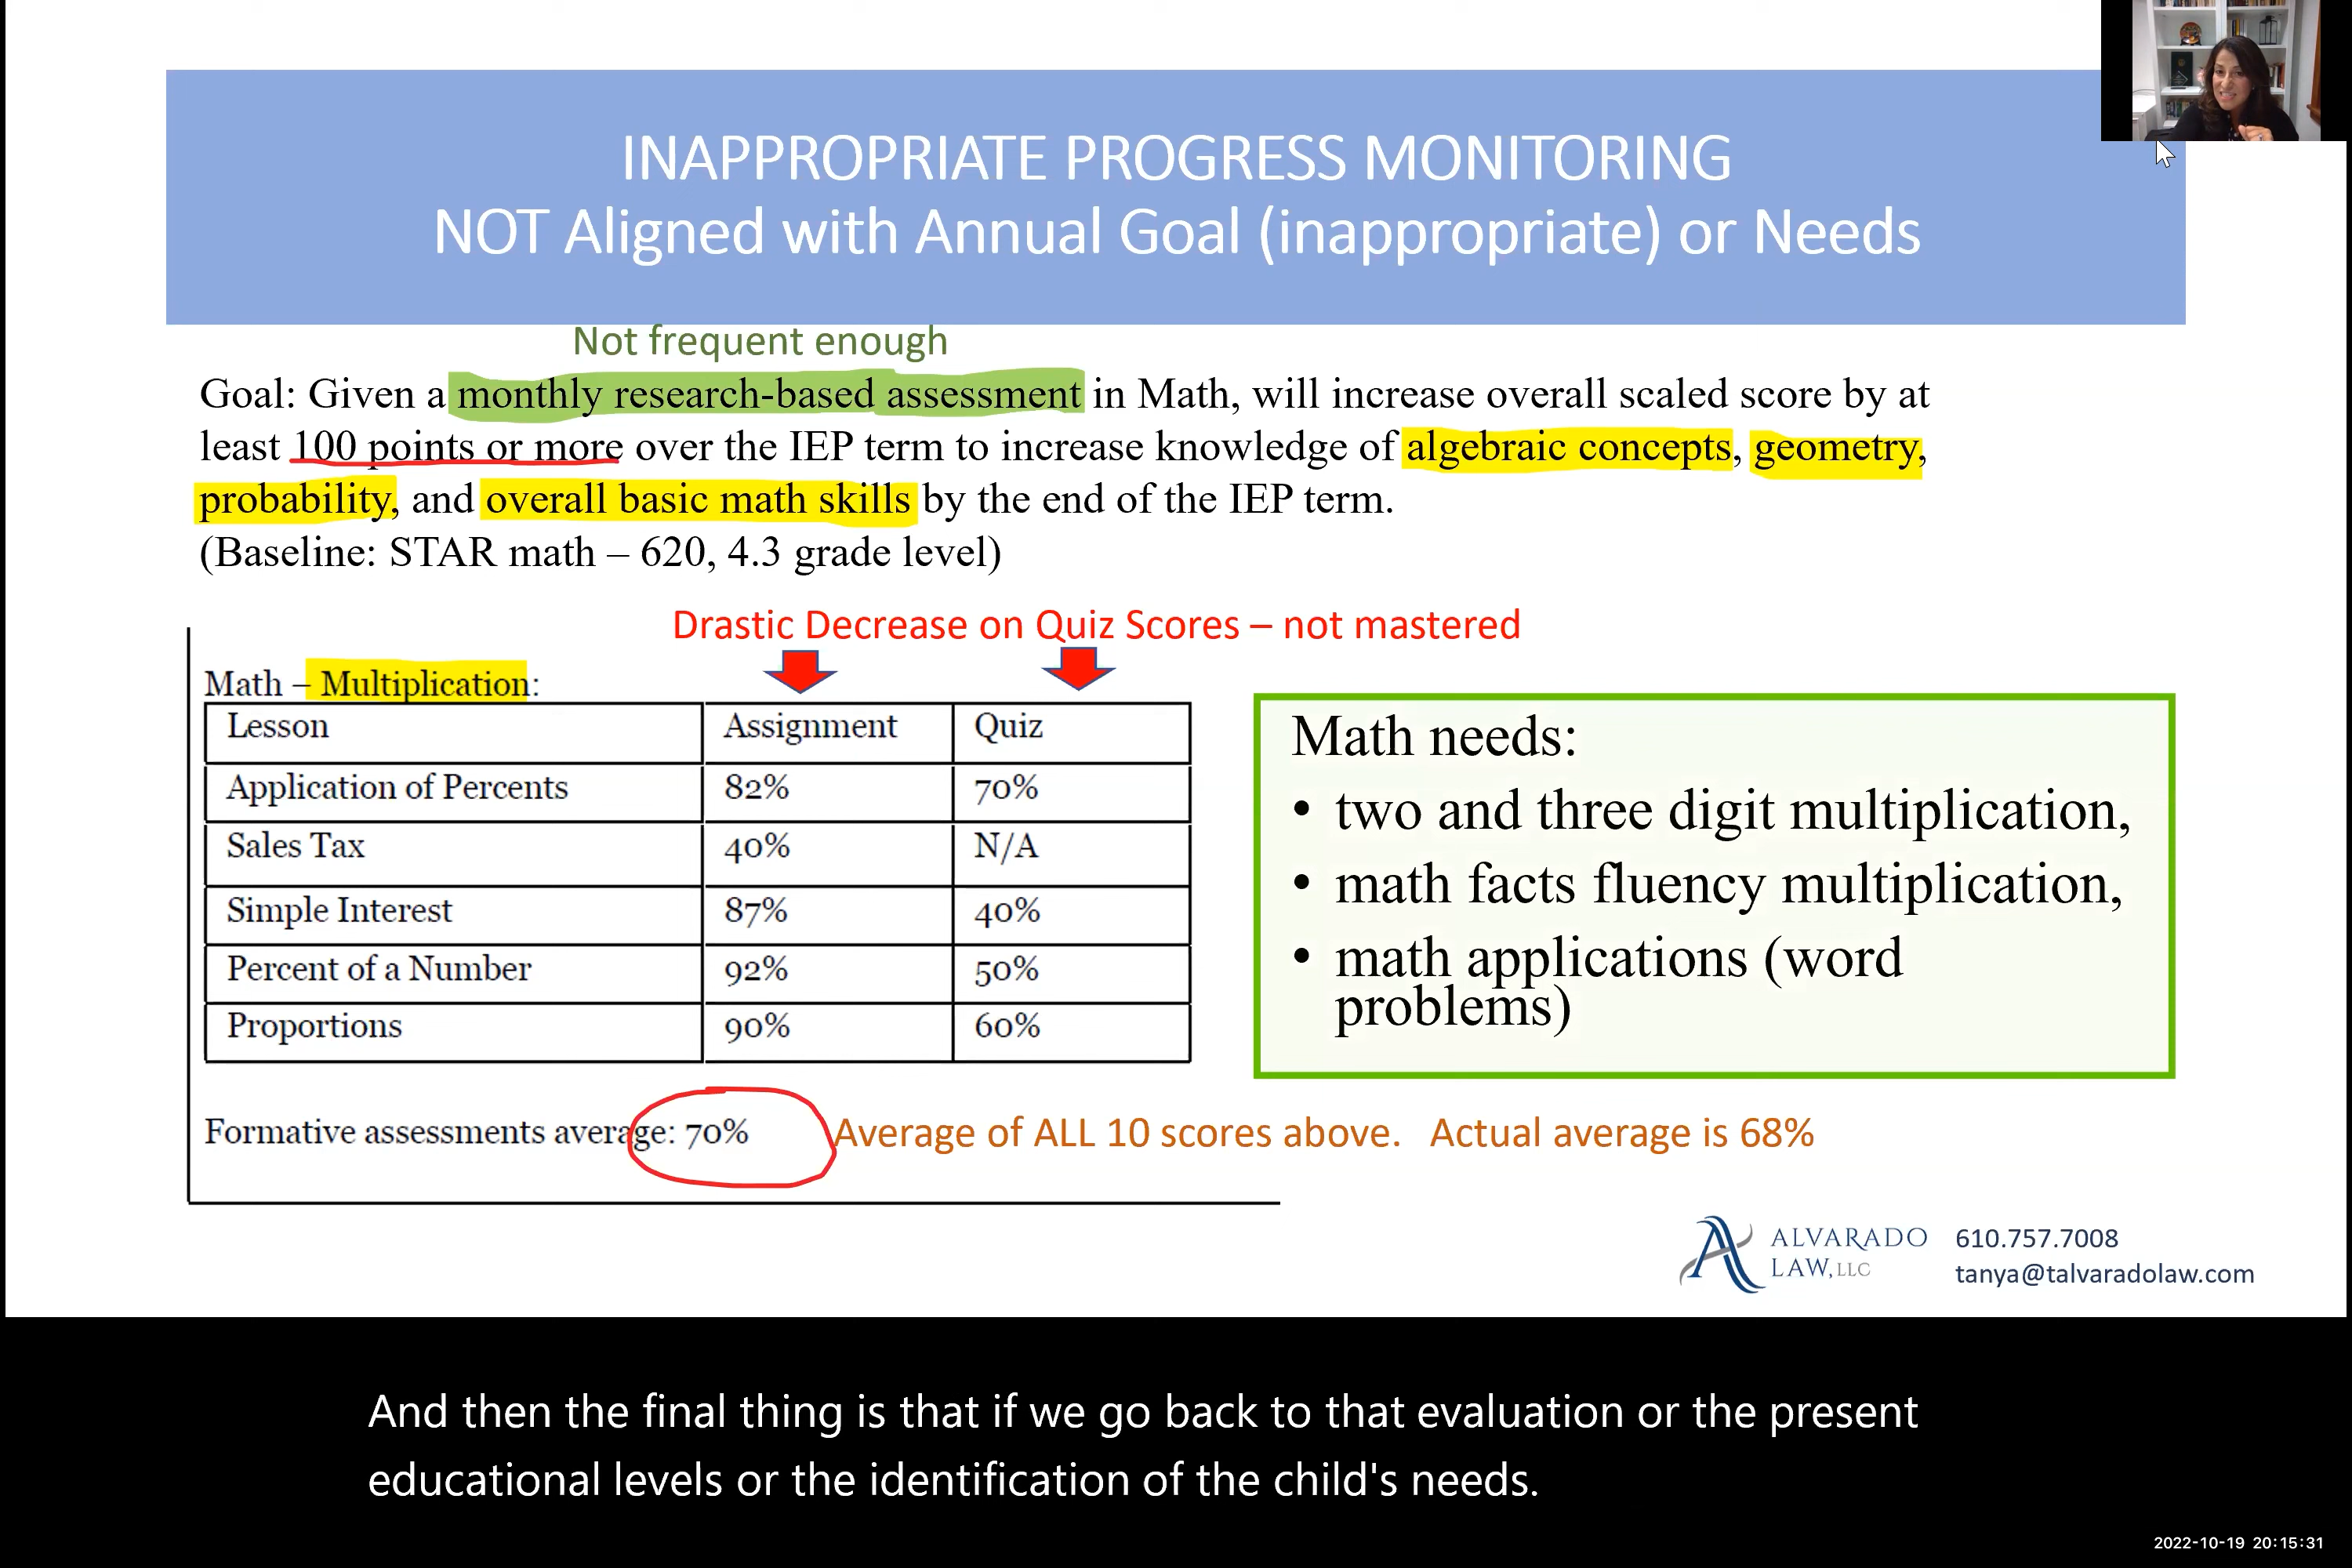 INAPPROPRIATE PROGRESS MONITORING
NOT Aligned with Annual Goal (inappropriate) or Needs
Not frequent enough
Goal: Given a monthly research-based assessment in Math, will increase overall scaled score by at
least 100 points or more over the IEP term to increase knowledge of algebraic concepts, geometry,
probability, and overall basic math skills by the end of the IEP term.
(Baseline: STAR math – 620, 4.3 grade level)
Drastic Decrease on Quiz Scores – not mastered
Math – Multiplication:
Lesson Assignment Quiz
Application of Percents 82% 70%
Sales Tax 40% N/A
Simple Interest 87% 40%
Percent of a Number 92% 50%
Proportions 90% 60%
Formative assessments average: 70%
Average of ALL 10 scores above. Actual average is 68%
Math needs:
• two and three digit multiplication,
• math facts fluency multiplication,
• math applications (word
problems)
ALVARADO
LAW, LLC
610.757.7008
tanya@talvaradolaw.com
And then the final thing is that if we go back to that evaluation or the present
educational levels or the identification of the child's needs.
2022-10-19 20:15:31